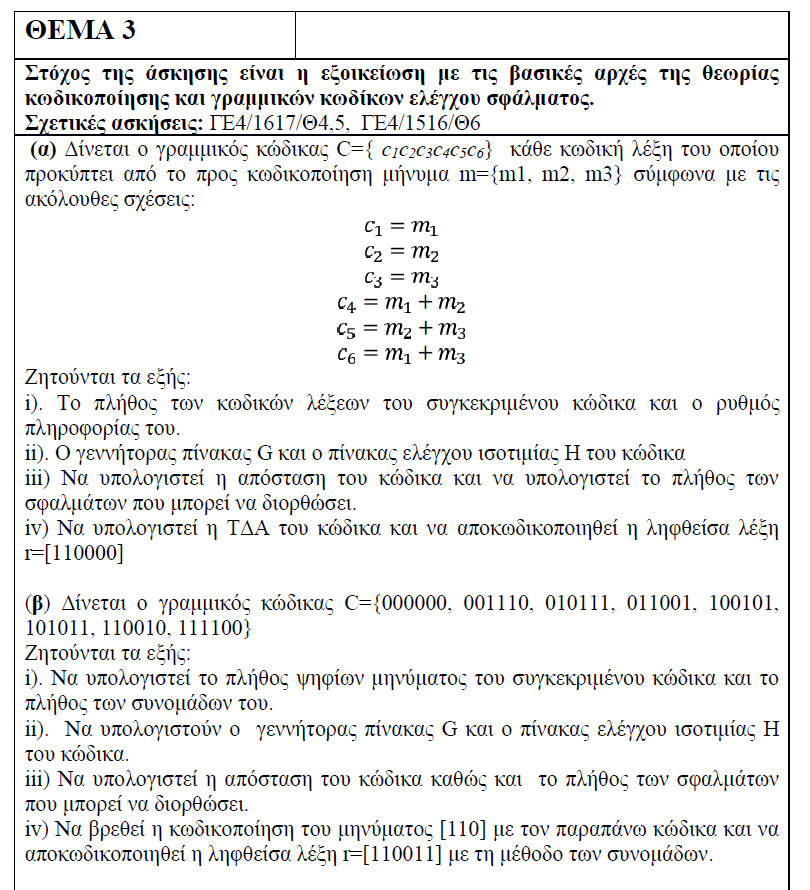 ΘΕΜΑ 3
Στόχος της άσκησης είναι η εξοικείωση με τις βασικές αρχές της θεωρίας
κωδικοποίησης και γραμμικών κωδίκων ελέγχου σφάλματος.
Σχετικές ασκήσεις: ΓΕ4/1617/Θ4,5, ΓΕ4/1516/Θ6
(α) Δίνεται ο γραμμικός κώδικας C={ c₁c₂c₃c₄c₅c₆} κάθε κωδική λέξη του οποίου
προκύπτει από το προς κωδικοποίηση μήνυμα m={m1, m2, m3} σύμφωνα με τις
ακόλουθες σχέσεις:
c₁ = m₁
c₂ = m₂
c₃ = m₃
c₄ = m₁ + m₂
c₅ = m₂ + m₃
c₆ = m₁ + m₃
Ζητούνται τα εξής:
i). Το πλήθος των κωδικών λέξεων του συγκεκριμένου κώδικα και ο ρυθμός
πληροφορίας του.
ii). Ο γεννήτορας πίνακας G και ο πίνακας ελέγχου ισοτιμίας H του κώδικα
iii) Να υπολογιστεί η απόσταση του κώδικα και να υπολογιστεί το πλήθος των
σφαλμάτων που μπορεί να διορθώσει.
iv) Να υπολογιστεί η ΤΔΑ του κώδικα και να αποκωδικοποιηθεί η ληφθείσα λέξη
r=[110000]
(β) Δίνεται ο γραμμικός κώδικας C={000000, 001110, 010111, 011001, 100101,
101011, 110010, 111100}
Ζητούνται τα εξής:
i). Να υπολογιστεί το πλήθος ψηφίων μηνύματος του συγκεκριμένου κώδικα και το
πλήθος των συνομάδων του.
ii). Να υπολογιστούν ο γεννήτορας πίνακας G και ο πίνακας ελέγχου ισοτιμίας H
του κώδικα.
iii) Να υπολογιστεί η απόσταση του κώδικα καθώς και το πλήθος των σφαλμάτων
που μπορεί να διορθώσει.
iv) Να βρεθεί η κωδικοποίηση του μηνύματος [110] με τον παραπάνω κώδικα και να
αποκωδικοποιηθεί η ληφθείσα λέξη r=[110011] με τη μέθοδο των συνομάδων.